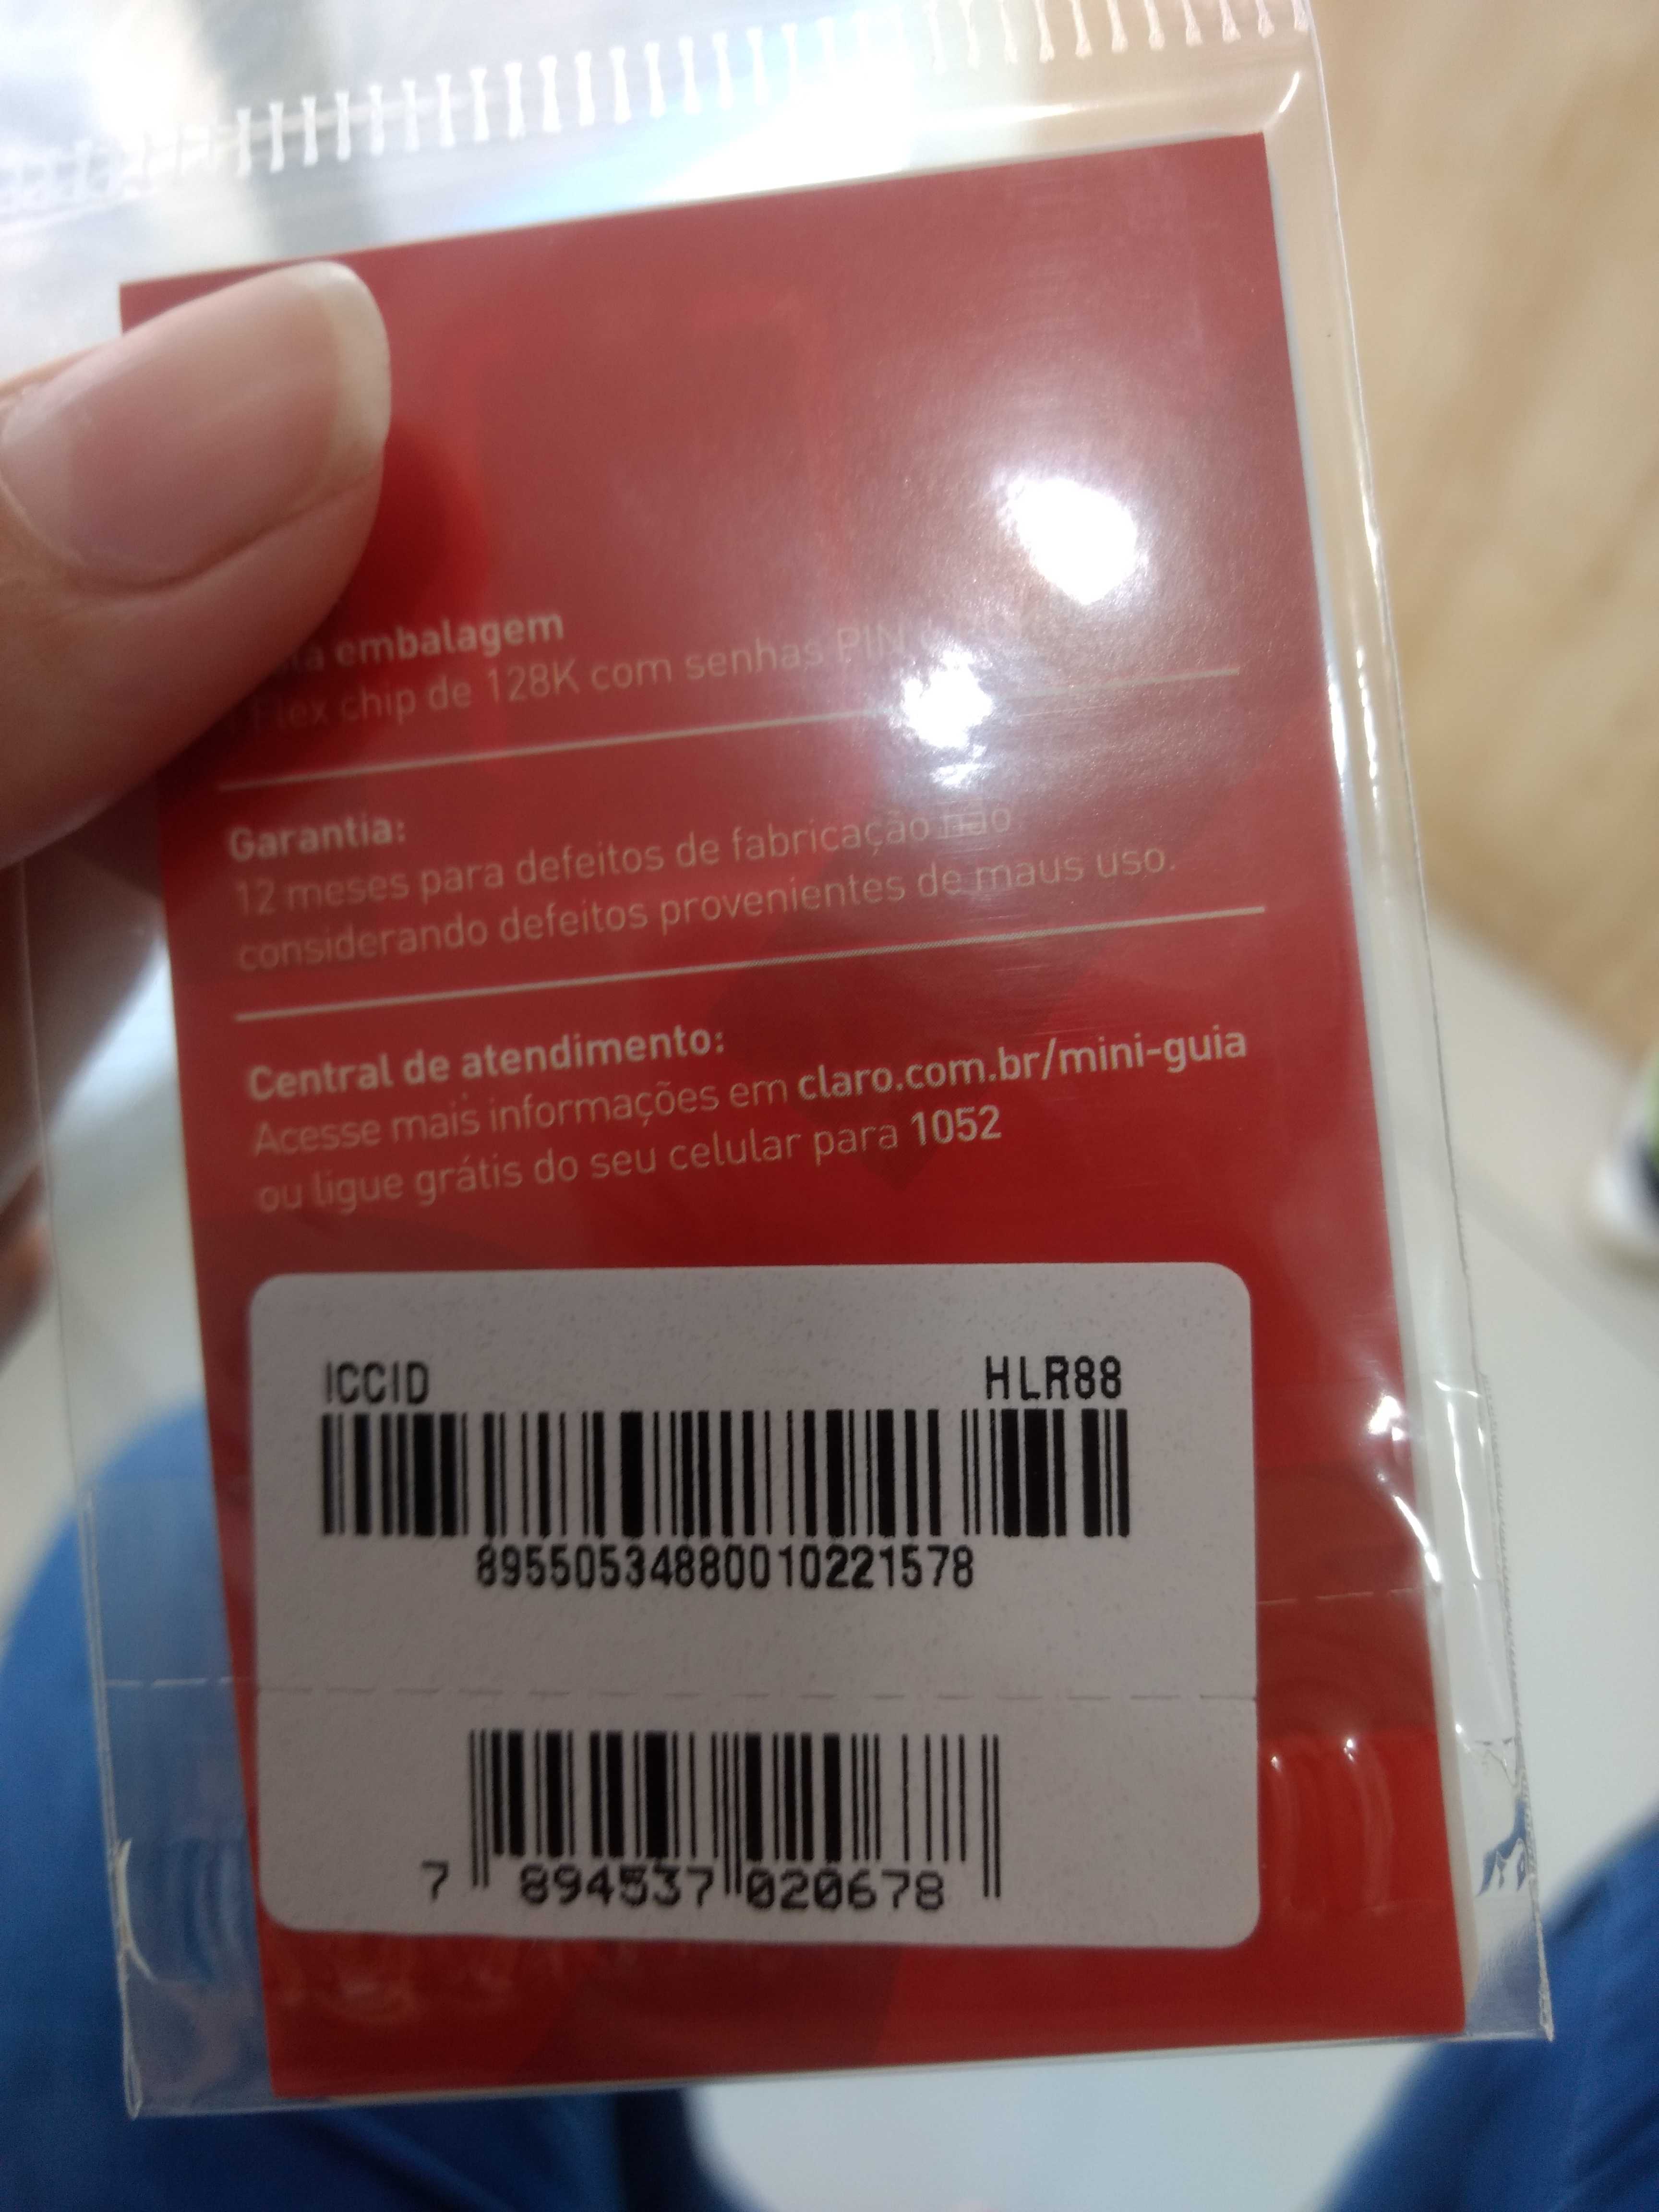 embalagem
Flex chip de 128K com senhas PIN
Garantia:
12 meses para defeitos de fabricação não
considerando defeitos provenientes de maus uso.
Central de atendimento:
Acesse mais informações em claro.com.br/mini-guia
ou ligue grátis do seu celular para 1052
ICCID HLR88
89550534880010221578
7 894537 020678